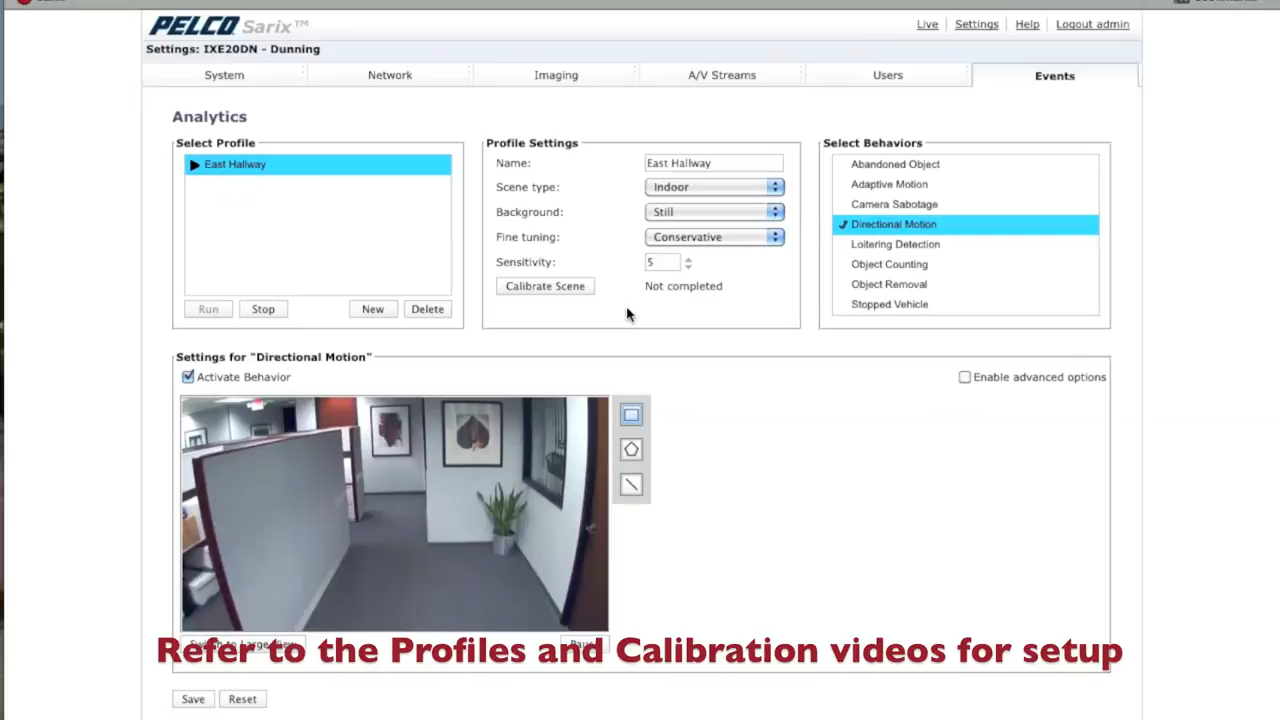 PELCO Sarix™
Live Settings Help Logout admin
Settings: IXE20DN - Dunning
System Network Imaging A/V Streams Users Events
Analytics
Select Profile
East Hallway
Run Stop New Delete
Profile Settings
Name: East Hallway
Scene type: Indoor
Background: Still
Fine tuning: Conservative
Sensitivity: 5
Calibrate Scene Not completed
Select Behaviors
Abandoned Object
Adaptive Motion
Camera Sabotage
Directional Motion
Loitering Detection
Object Counting
Object Removal
Stopped Vehicle
Settings for "Directional Motion"
Activate Behavior Enable advanced options
Switch to Large View
Refer to the Profiles and Calibration videos for setup
Save Reset